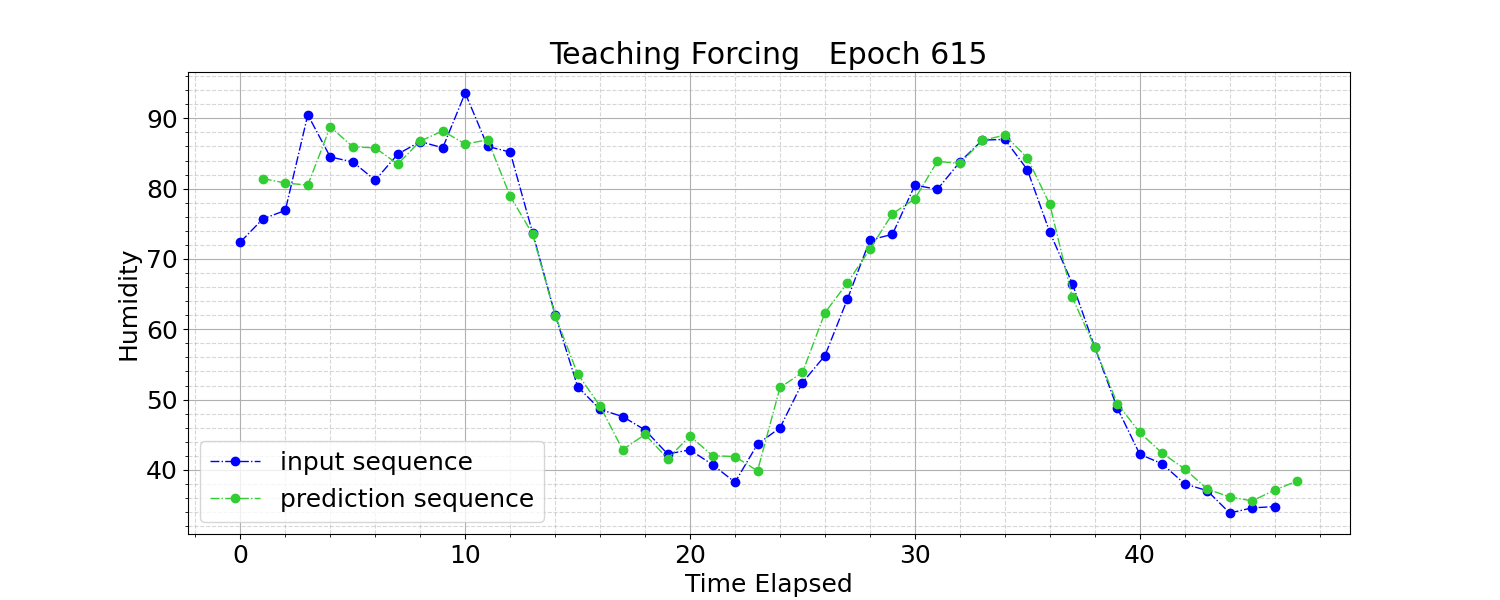 Teaching Forcing   Epoch 615
Humidity
90
80
70
60
50
40
input sequence
prediction sequence
0 10 20 30 40
Time Elapsed